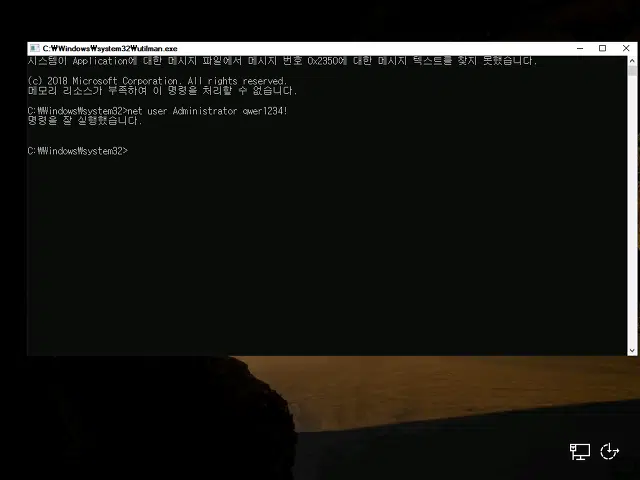 C:₩Windows₩system32₩utilman.exe
시스템이 Application에 대한 메시지 파일에서 메시지 번호 0x2350에 대한 메시지 텍스트를 찾지 못했습니다.
(c) 2018 Microsoft Corporation. All rights reserved.
메모리 리소스가 부족하여 이 명령을 처리할 수 없습니다.
C:₩Windows₩system32>net user Administrator qwer1234!
명령을 잘 실행했습니다.
C:₩Windows₩system32>